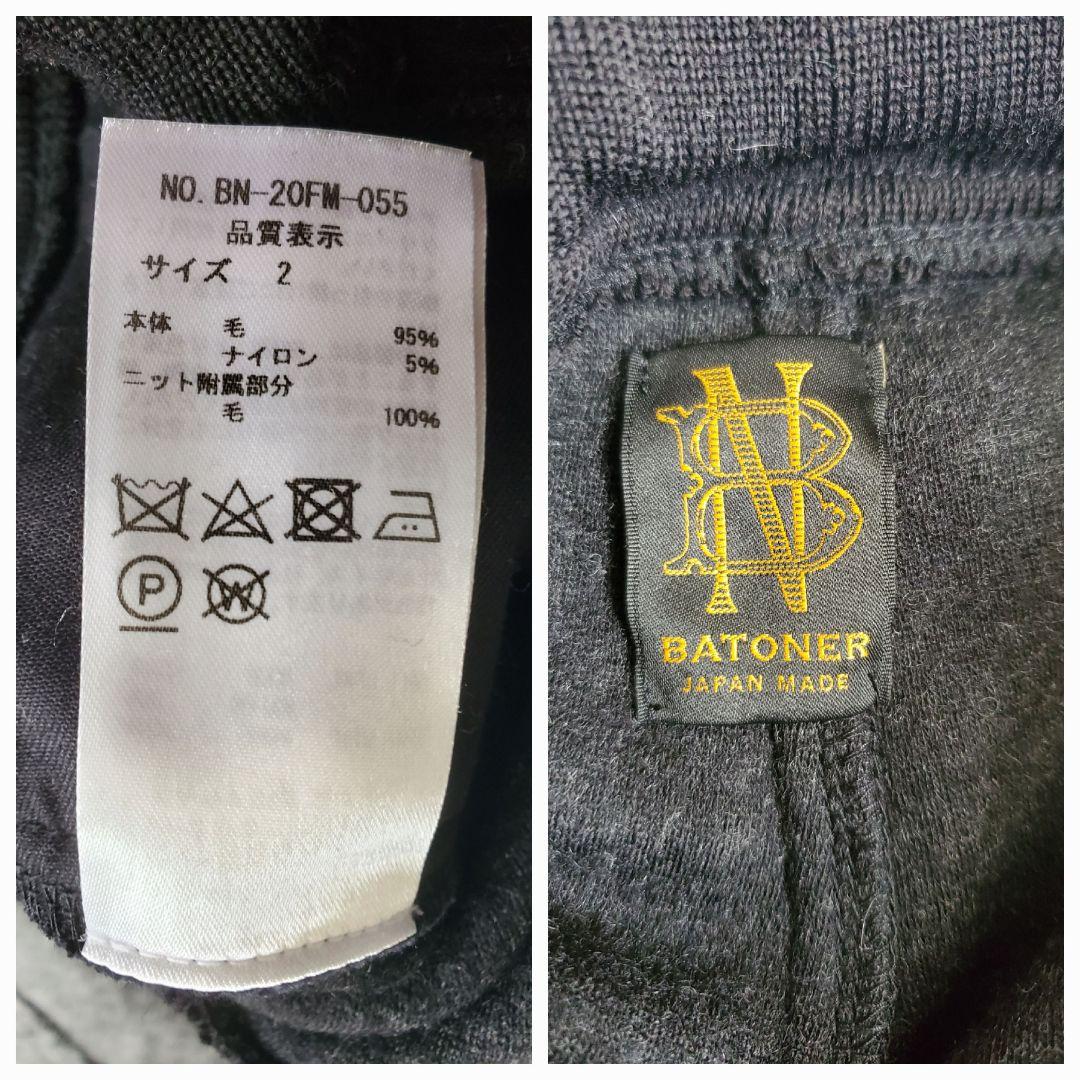 NO. BN-20FM-055
品質表示
サイズ 2
本体 毛 95%
ナイロン 5%
ニット附属部分
毛 100%
P W
BN
BATONER
JAPAN MADE